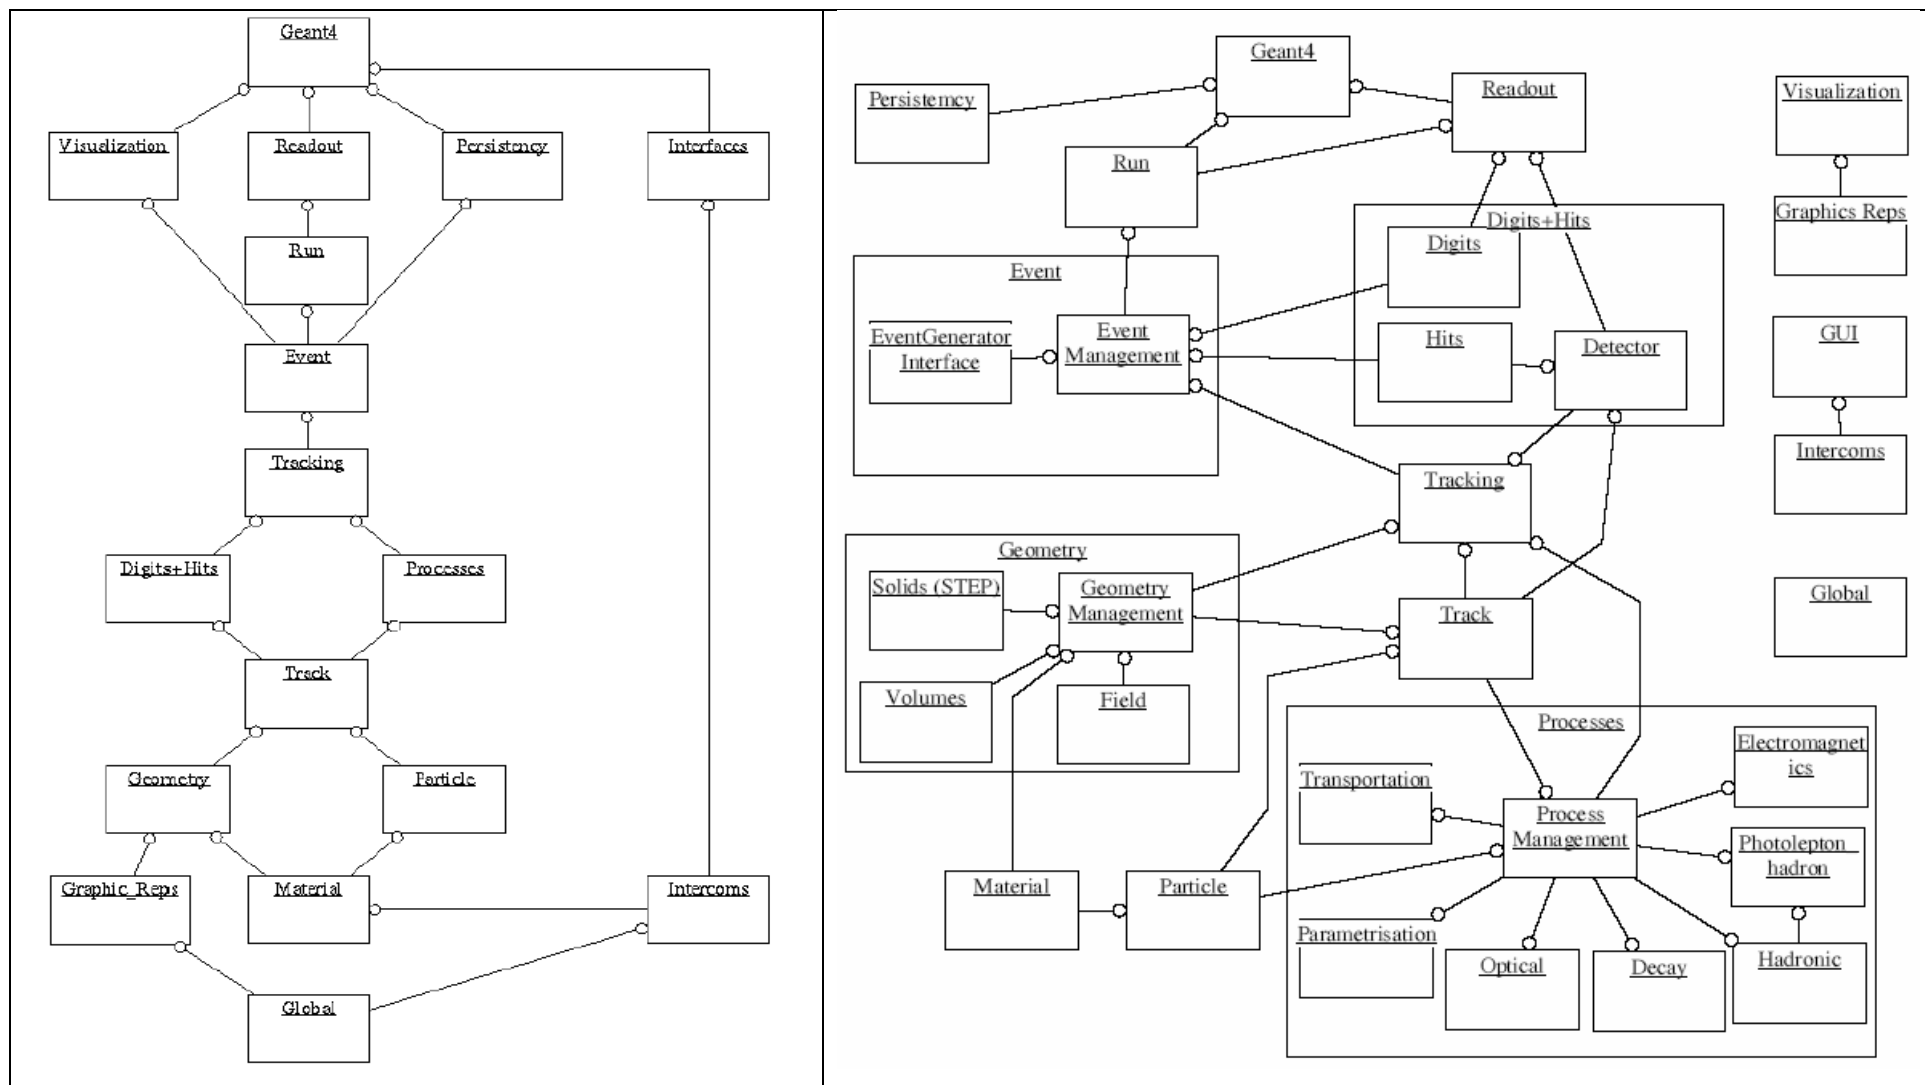 Geant4
Visualization
Readout
Persistency
Interfaces
Run
Event
Tracking
Digits+Hits
Processes
Track
Geometry
Particle
Graphic_Reps
Material
Intercoms
Global
Geant4
Persistemcy
Readout
Visualization
Run
Graphics Reps
Digits+Hits
Digits
Event
EventGenerator
Interface
Event
Management
Hits
Detector
GUI
Intercoms
Tracking
Geometry
Solids (STEP)
Geometry
Management
Track
Global
Volumes
Field
Processes
Electromagnet
ics
Transportation
Process
Management
Photolepton_
hadron
Material
Particle
Parametrisation
Optical
Decay
Hadronic